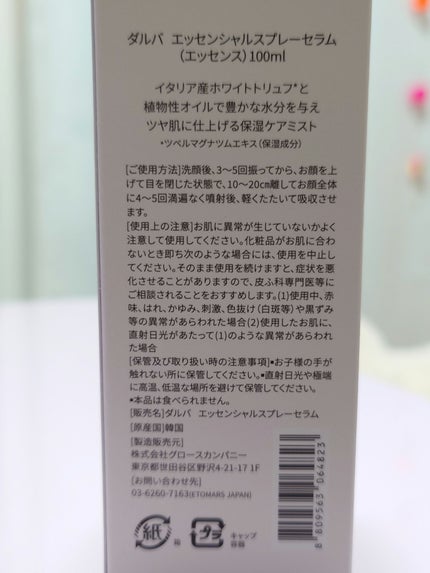 ダルバ エッセンシャルスプレーセラム
(エッセンス)100ml
イタリア産ホワイトトリュフ*と
植物性オイルで豊かな水分を与え
ツヤ肌に仕上げる保湿ケアミスト
*ツベルマグナツムエキス(保湿成分)
[ご使用方法]洗顔後、3~5回振ってから、お顔を上
げて目を閉じた状態で、10~20㎝離してお顔全体
に4~5回満遍なく噴射後、軽くたたいて吸収させ
ます。
[使用上の注意]お肌に異常が生じていないかよく
注意して使用してください。化粧品がお肌に合わ
ないとき即ち次のような場合には、使用を中止し
てください。そのまま使用を続けますと、症状を悪
化させることがありますので、皮ふ科専門医等に
ご相談されることをおすすめします。(1)使用中、赤
味、はれ、かゆみ、刺激、色抜け(白斑等)や黒ずみ
等の異常があらわれた場合(2)使用したお肌に、
直射日光があたって(1)のような異常があらわれ
た場合
[保管及び取り扱い時の注意事項]▪お子様の手が
触れない所に保管してください。▪直射日光や極端
に高温、低温な場所を避けて保管してください。
▪本品は食べられません。
[販売名]ダルバ エッセンシャルスプレーセラム
[原産国]韓国
[製造販売元]
株式会社グロースカンパニー
東京都世田谷区野沢4-21-17 1F
[お問い合わせ先]
03-6260-7163(ETOMARS JAPAN)
8 809563 064823
紙 箱 プラ キャップ
容器